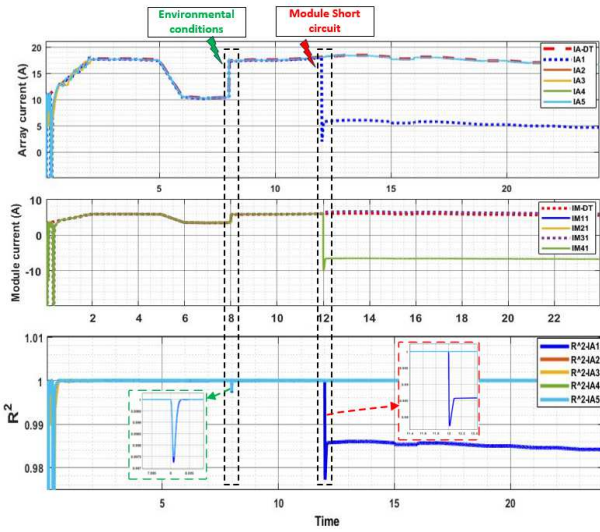 Environmental
conditions
Module Short
circuit
Array current (A)
20
15
10
5
0
5
10
15
20
IA-DT
IA1
IA2
IA3
IA4
IA5
Module current (A)
10
0
-10
2
4
6
8
10
12
14
16
18
20
22
24
IM-DT
IM11
IM21
IM31
IM41
R²
1.01
1
0.99
0.98
5
10
15
20
R^2-IA1
R^2-IA2
R^2-IA3
R^2-IA4
R^2-IA5
Time